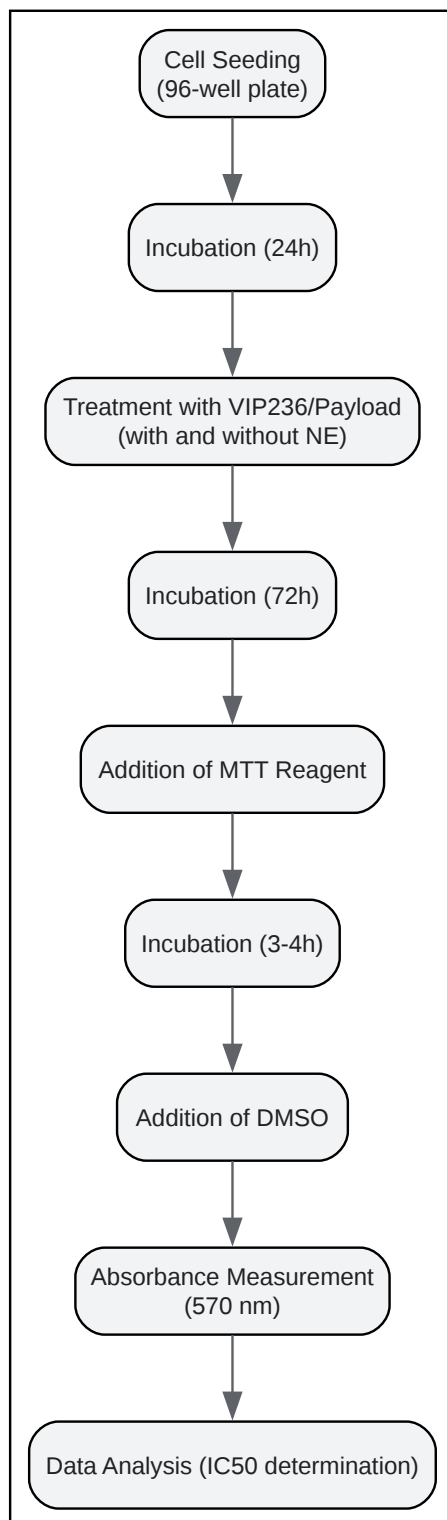 Cell Seeding
(96-well plate)
Incubation (24h)
Treatment with VIP236/Payload
(with and without NE)
Incubation (72h)
Addition of MTT Reagent
Incubation (3-4h)
Addition of DMSO
Absorbance Measurement
(570 nm)
Data Analysis (IC50 determination)